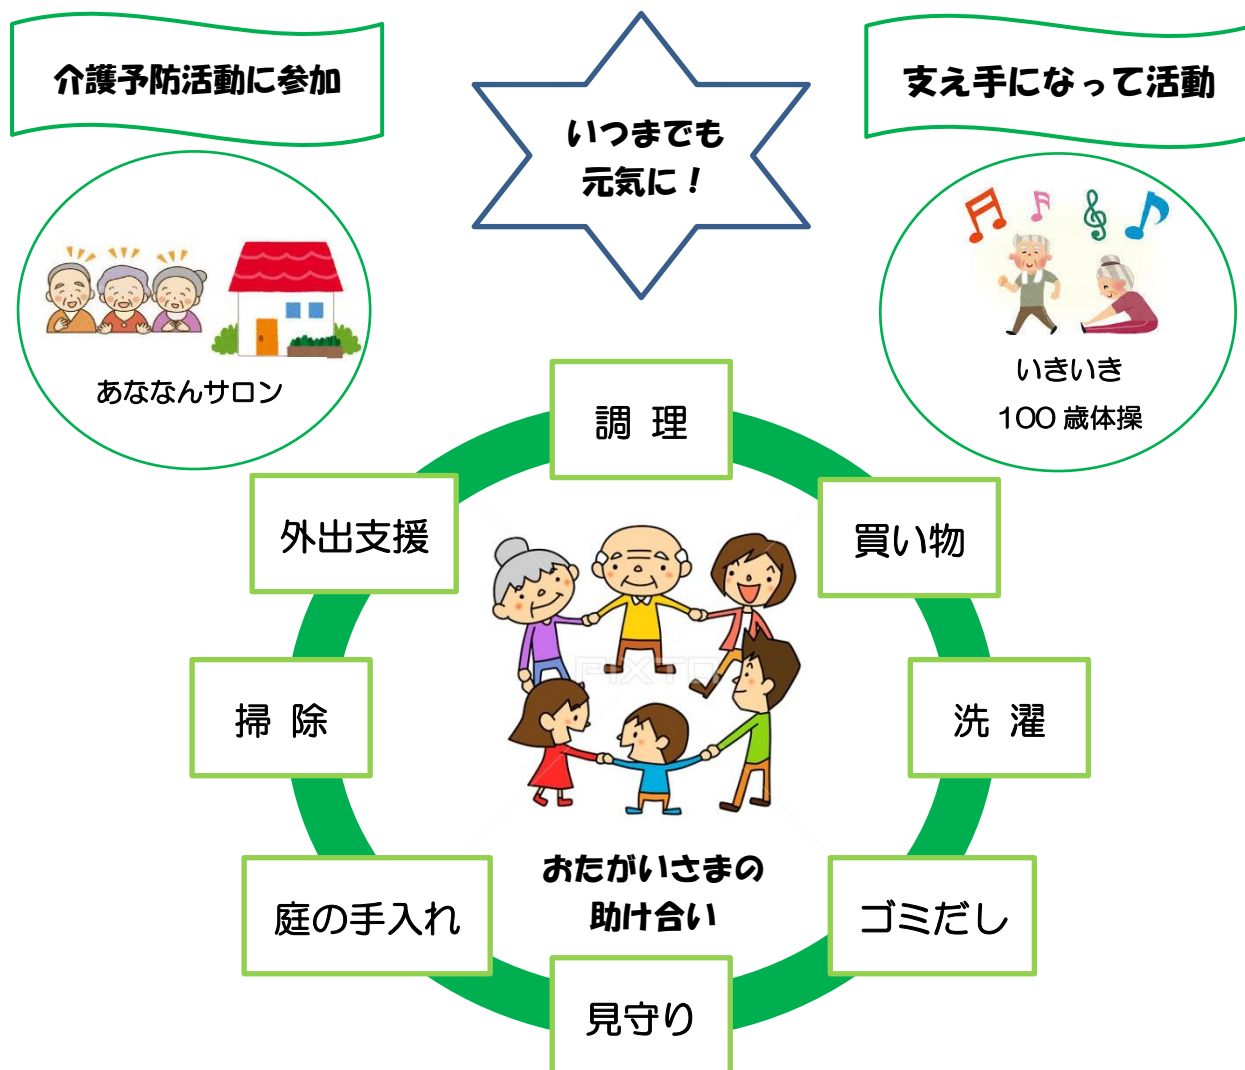 介護予防活動に参加
いつまでも
元気に！
支え手になって活動
あななんサロン
いきいき
100歳体操
調 理
外出支援
買い物
掃 除
洗 濯
PIXTA
おたがいさまの
助け合い
庭の手入れ
ゴミだし
見守り